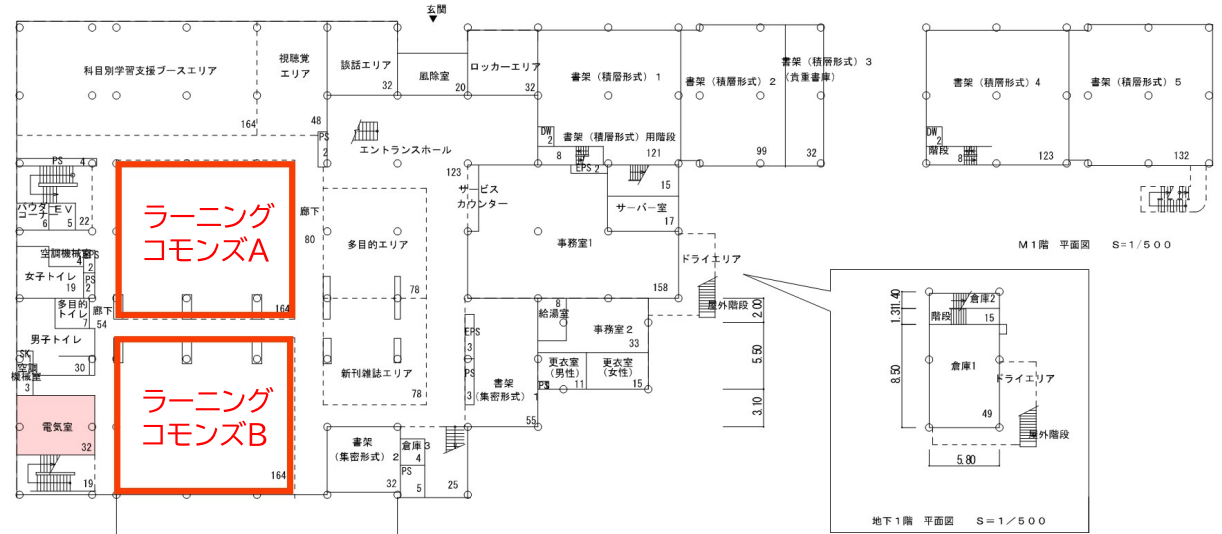 玄関
科目別学習支援ブースエリア
164
視聴覚
エリア
48
談話エリア
32
風除室
20
ロッカーエリア
32
書架（積層形式）1
書架（積層形式）2
99
書架（積層形式）3
（貴重書庫）
32
DW
2
書架（積層形式）用階段
8
121
EPS 2
PS
2
エントランスホール
123
サービス
カウンター
15
サーバー室
17
事務室1
158
ドライエリア
屋外階段
PS 4
パウダー
コーナー
6
EV
5
22
空調機械室
4
EPS
2
女子トイレ
19
PS
2
多目的
トイレ
7
廊下
54
男子トイレ
30
SK
空調
機械室
3
電気室
32
19
ラーニング
コモンズA
164
ラーニング
コモンズB
164
廊下
80
多目的エリア
78
新刊雑誌エリア
78
EPS
3
PS
3
書架
（集密形式）1
55
8
給湯室
事務室2
33
更衣室
（男性）
11
更衣室
（女性）
15
PS
書架
（集密形式）2
32
倉庫3
4
PS
5
25
2.00
5.50
3.10
書架（積層形式）4
123
書架（積層形式）5
132
DW
2
階段
8
M1階 平面図 S=1/500
1.40
1.31
8.50
5.80
倉庫2
15
階段
倉庫1
49
ドライエリア
屋外階段
地下1階 平面図 S=1/500